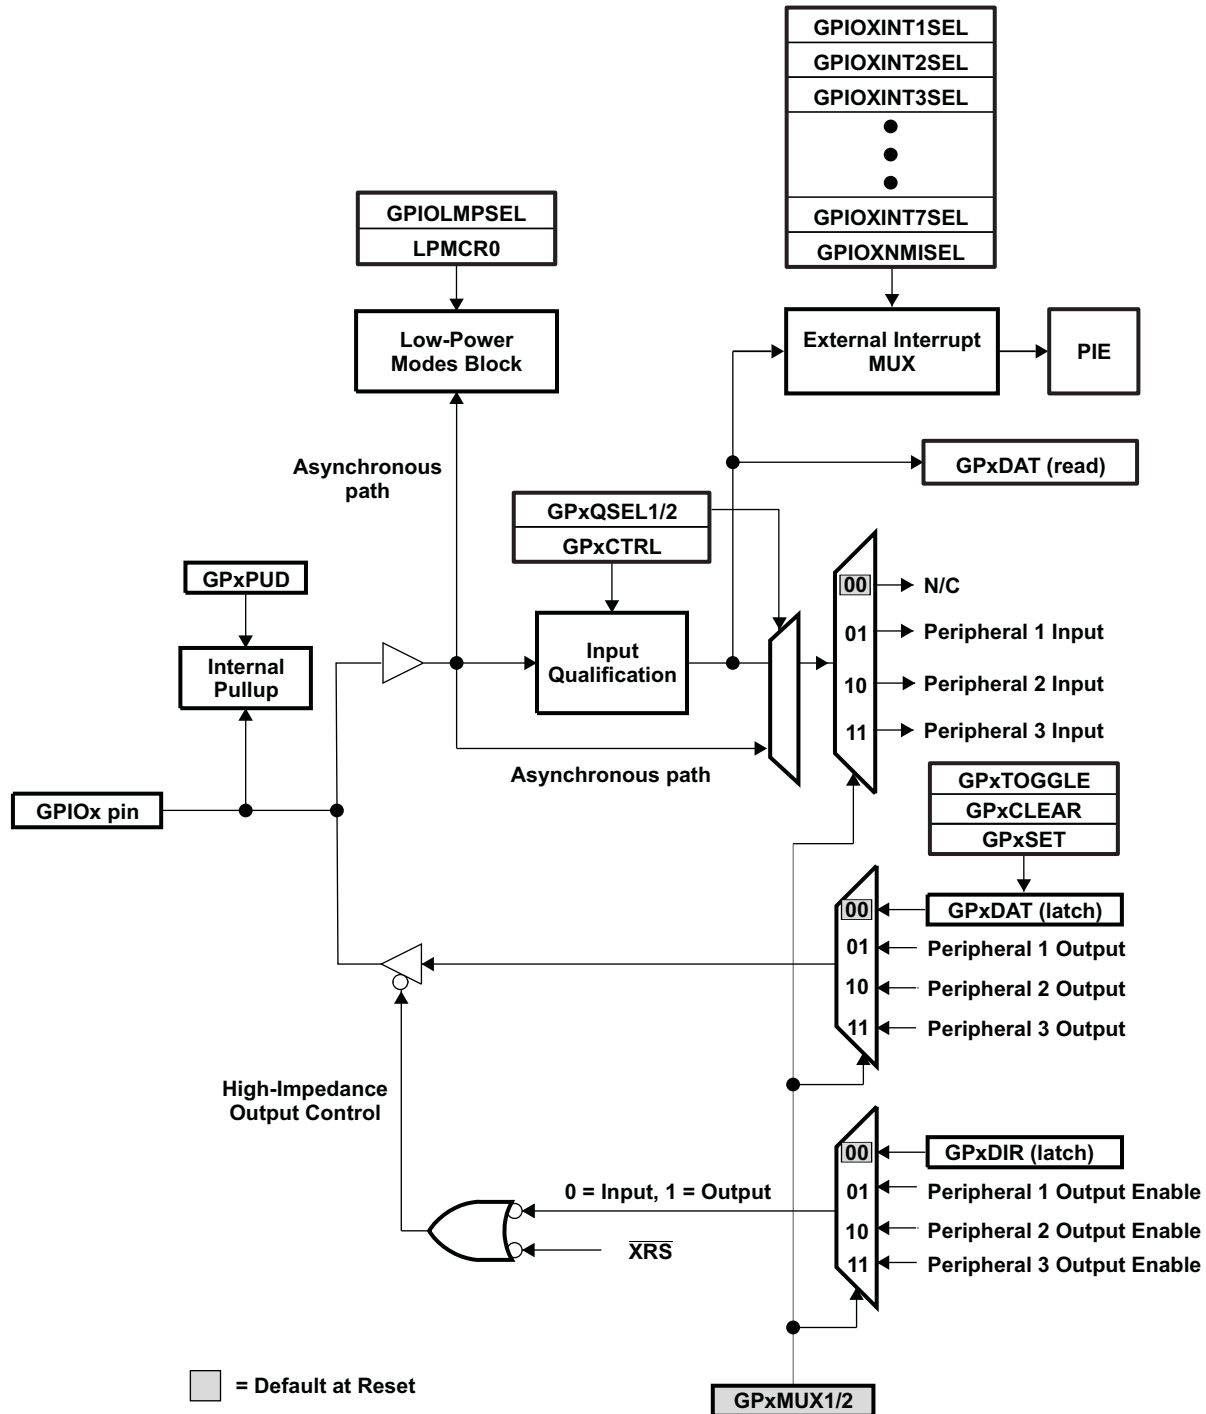 GPIOXINT1SEL
GPIOXINT2SEL
GPIOXINT3SEL
GPIOXINT7SEL
GPIOXNMISEL
GPIOLMPSEL
LPMCR0
Low-Power
Modes Block
External Interrupt
MUX
PIE
Asynchronous
path
GPxDAT (read)
GPxQSEL1/2
GPxCTRL
GPxPUD
Internal
Pullup
Input
Qualification
00
N/C
01
Peripheral 1 Input
10
Peripheral 2 Input
11
Peripheral 3 Input
Asynchronous path
GPIOx pin
GPxTOGGLE
GPxCLEAR
GPxSET
00
GPxDAT (latch)
01
Peripheral 1 Output
10
Peripheral 2 Output
11
Peripheral 3 Output
High-Impedance
Output Control
00
GPxDIR (latch)
0 = Input, 1 = Output
01
Peripheral 1 Output Enable
10
Peripheral 2 Output Enable
XRS
11
Peripheral 3 Output Enable
= Default at Reset
GPxMUX1/2